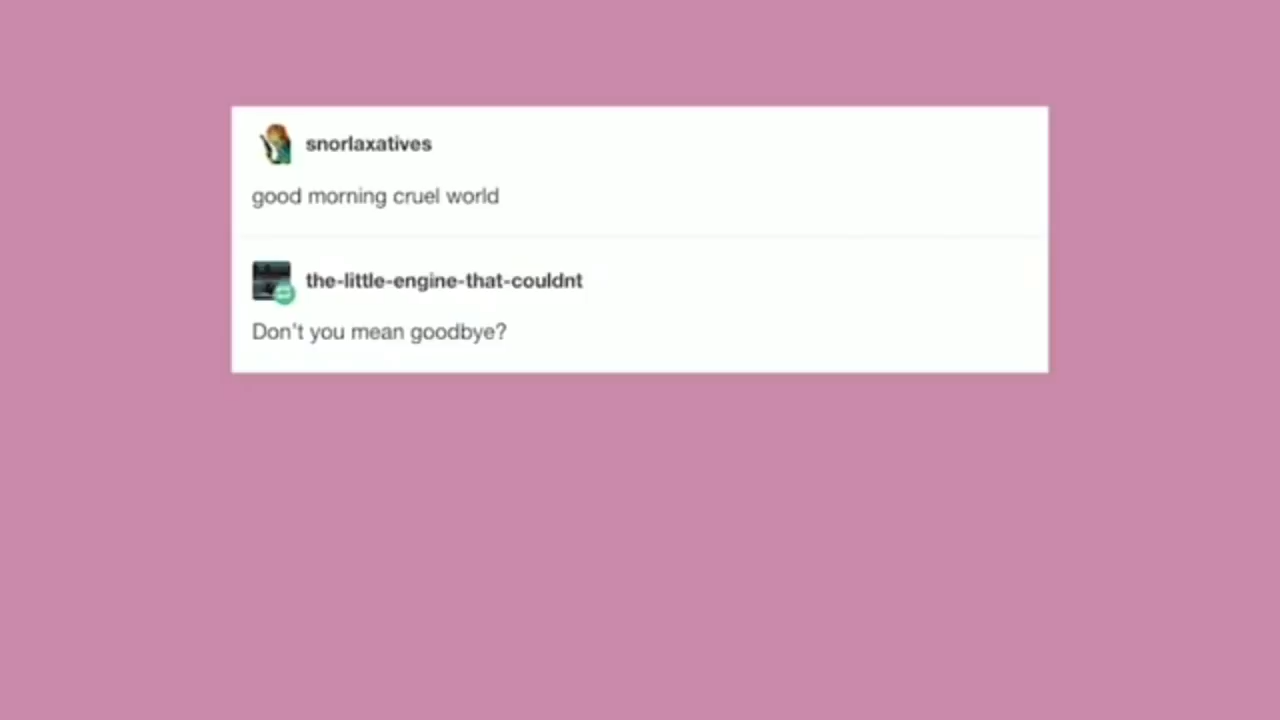 snorlaxatives
good morning cruel world
the-little-engine-that-couldnt
Don't you mean goodbye?